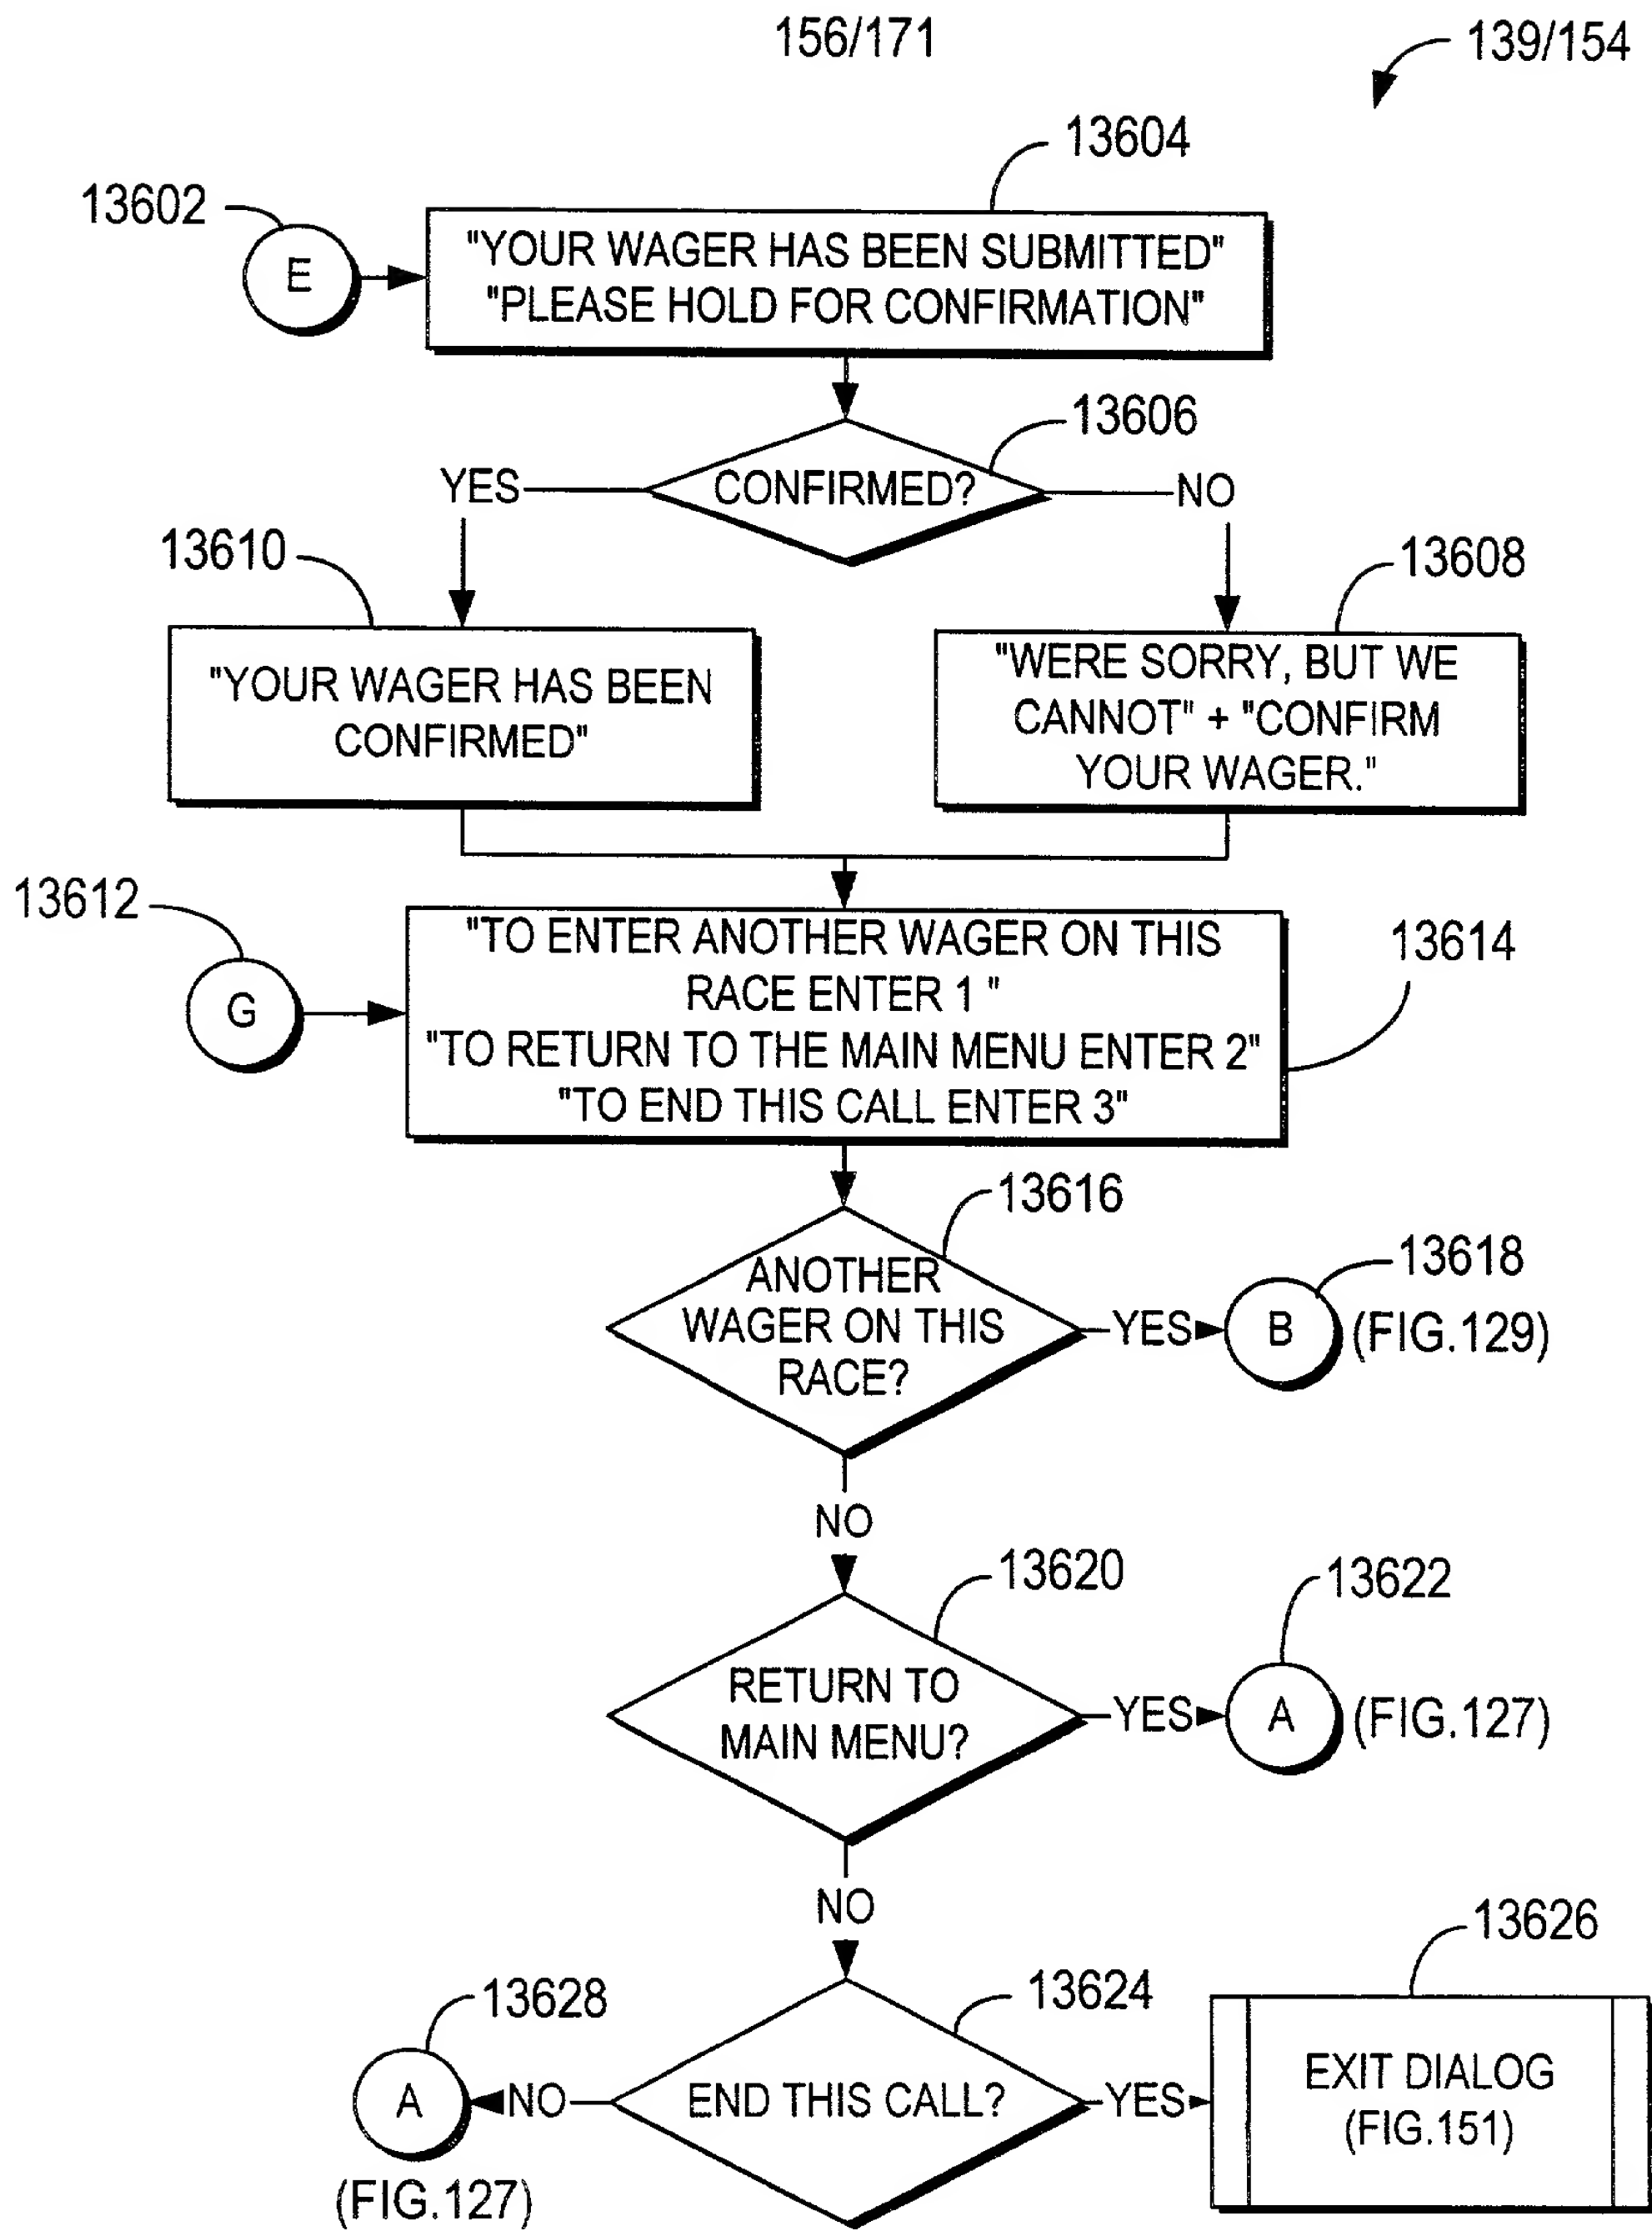 156/171
139/154
13604
13602
E
"YOUR WAGER HAS BEEN SUBMITTED"
"PLEASE HOLD FOR CONFIRMATION"
13606
YES
CONFIRMED?
NO
13610
13608
"YOUR WAGER HAS BEEN
CONFIRMED"
"WERE SORRY, BUT WE
CANNOT" + "CONFIRM
YOUR WAGER."
13612
G
"TO ENTER ANOTHER WAGER ON THIS
RACE ENTER 1 "
"TO RETURN TO THE MAIN MENU ENTER 2"
"TO END THIS CALL ENTER 3"
13614
13616
ANOTHER
WAGER ON THIS
RACE?
YES
13618
B
(FIG.129)
NO
13620
RETURN TO
MAIN MENU?
YES
13622
A
(FIG.127)
NO
13624
END THIS CALL?
13628
A
NO
(FIG.127)
YES
13626
EXIT DIALOG
(FIG.151)